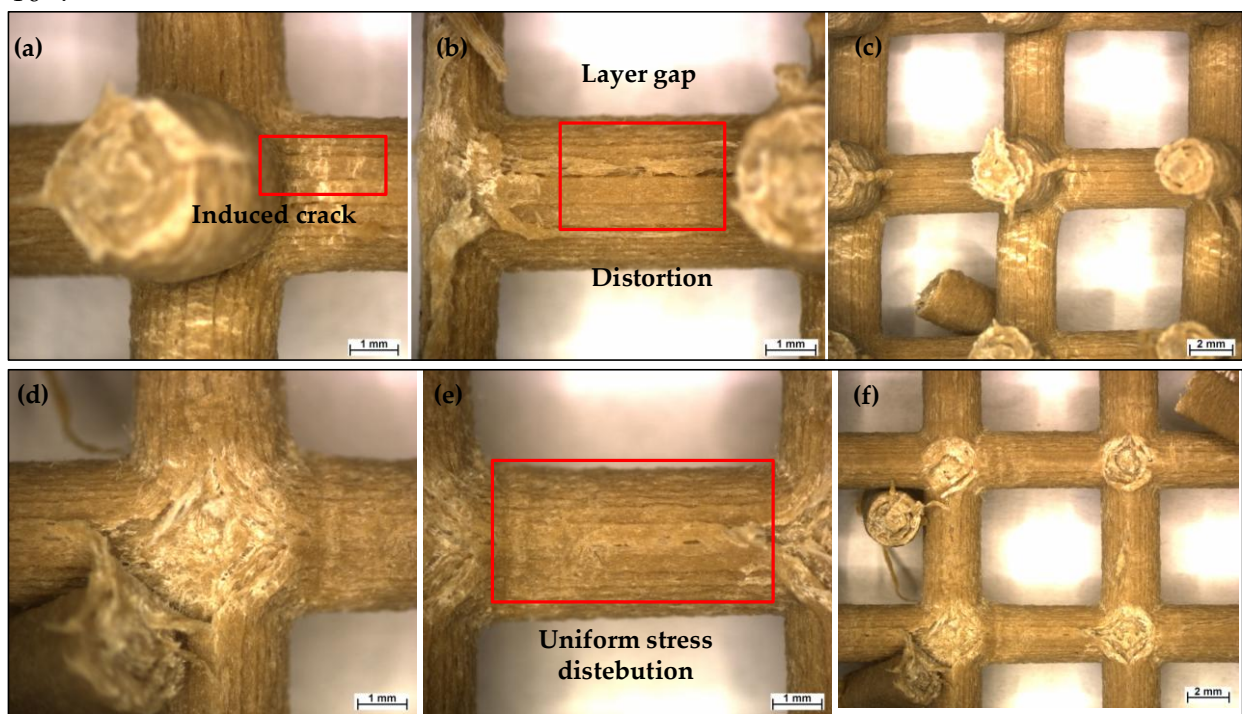 (a)
Induced crack
1 mm
(b)
Layer gap
Distortion
1 mm
(c)
2 mm
(d)
1 mm
(e)
Uniform stress
distebution
1 mm
(f)
2 mm